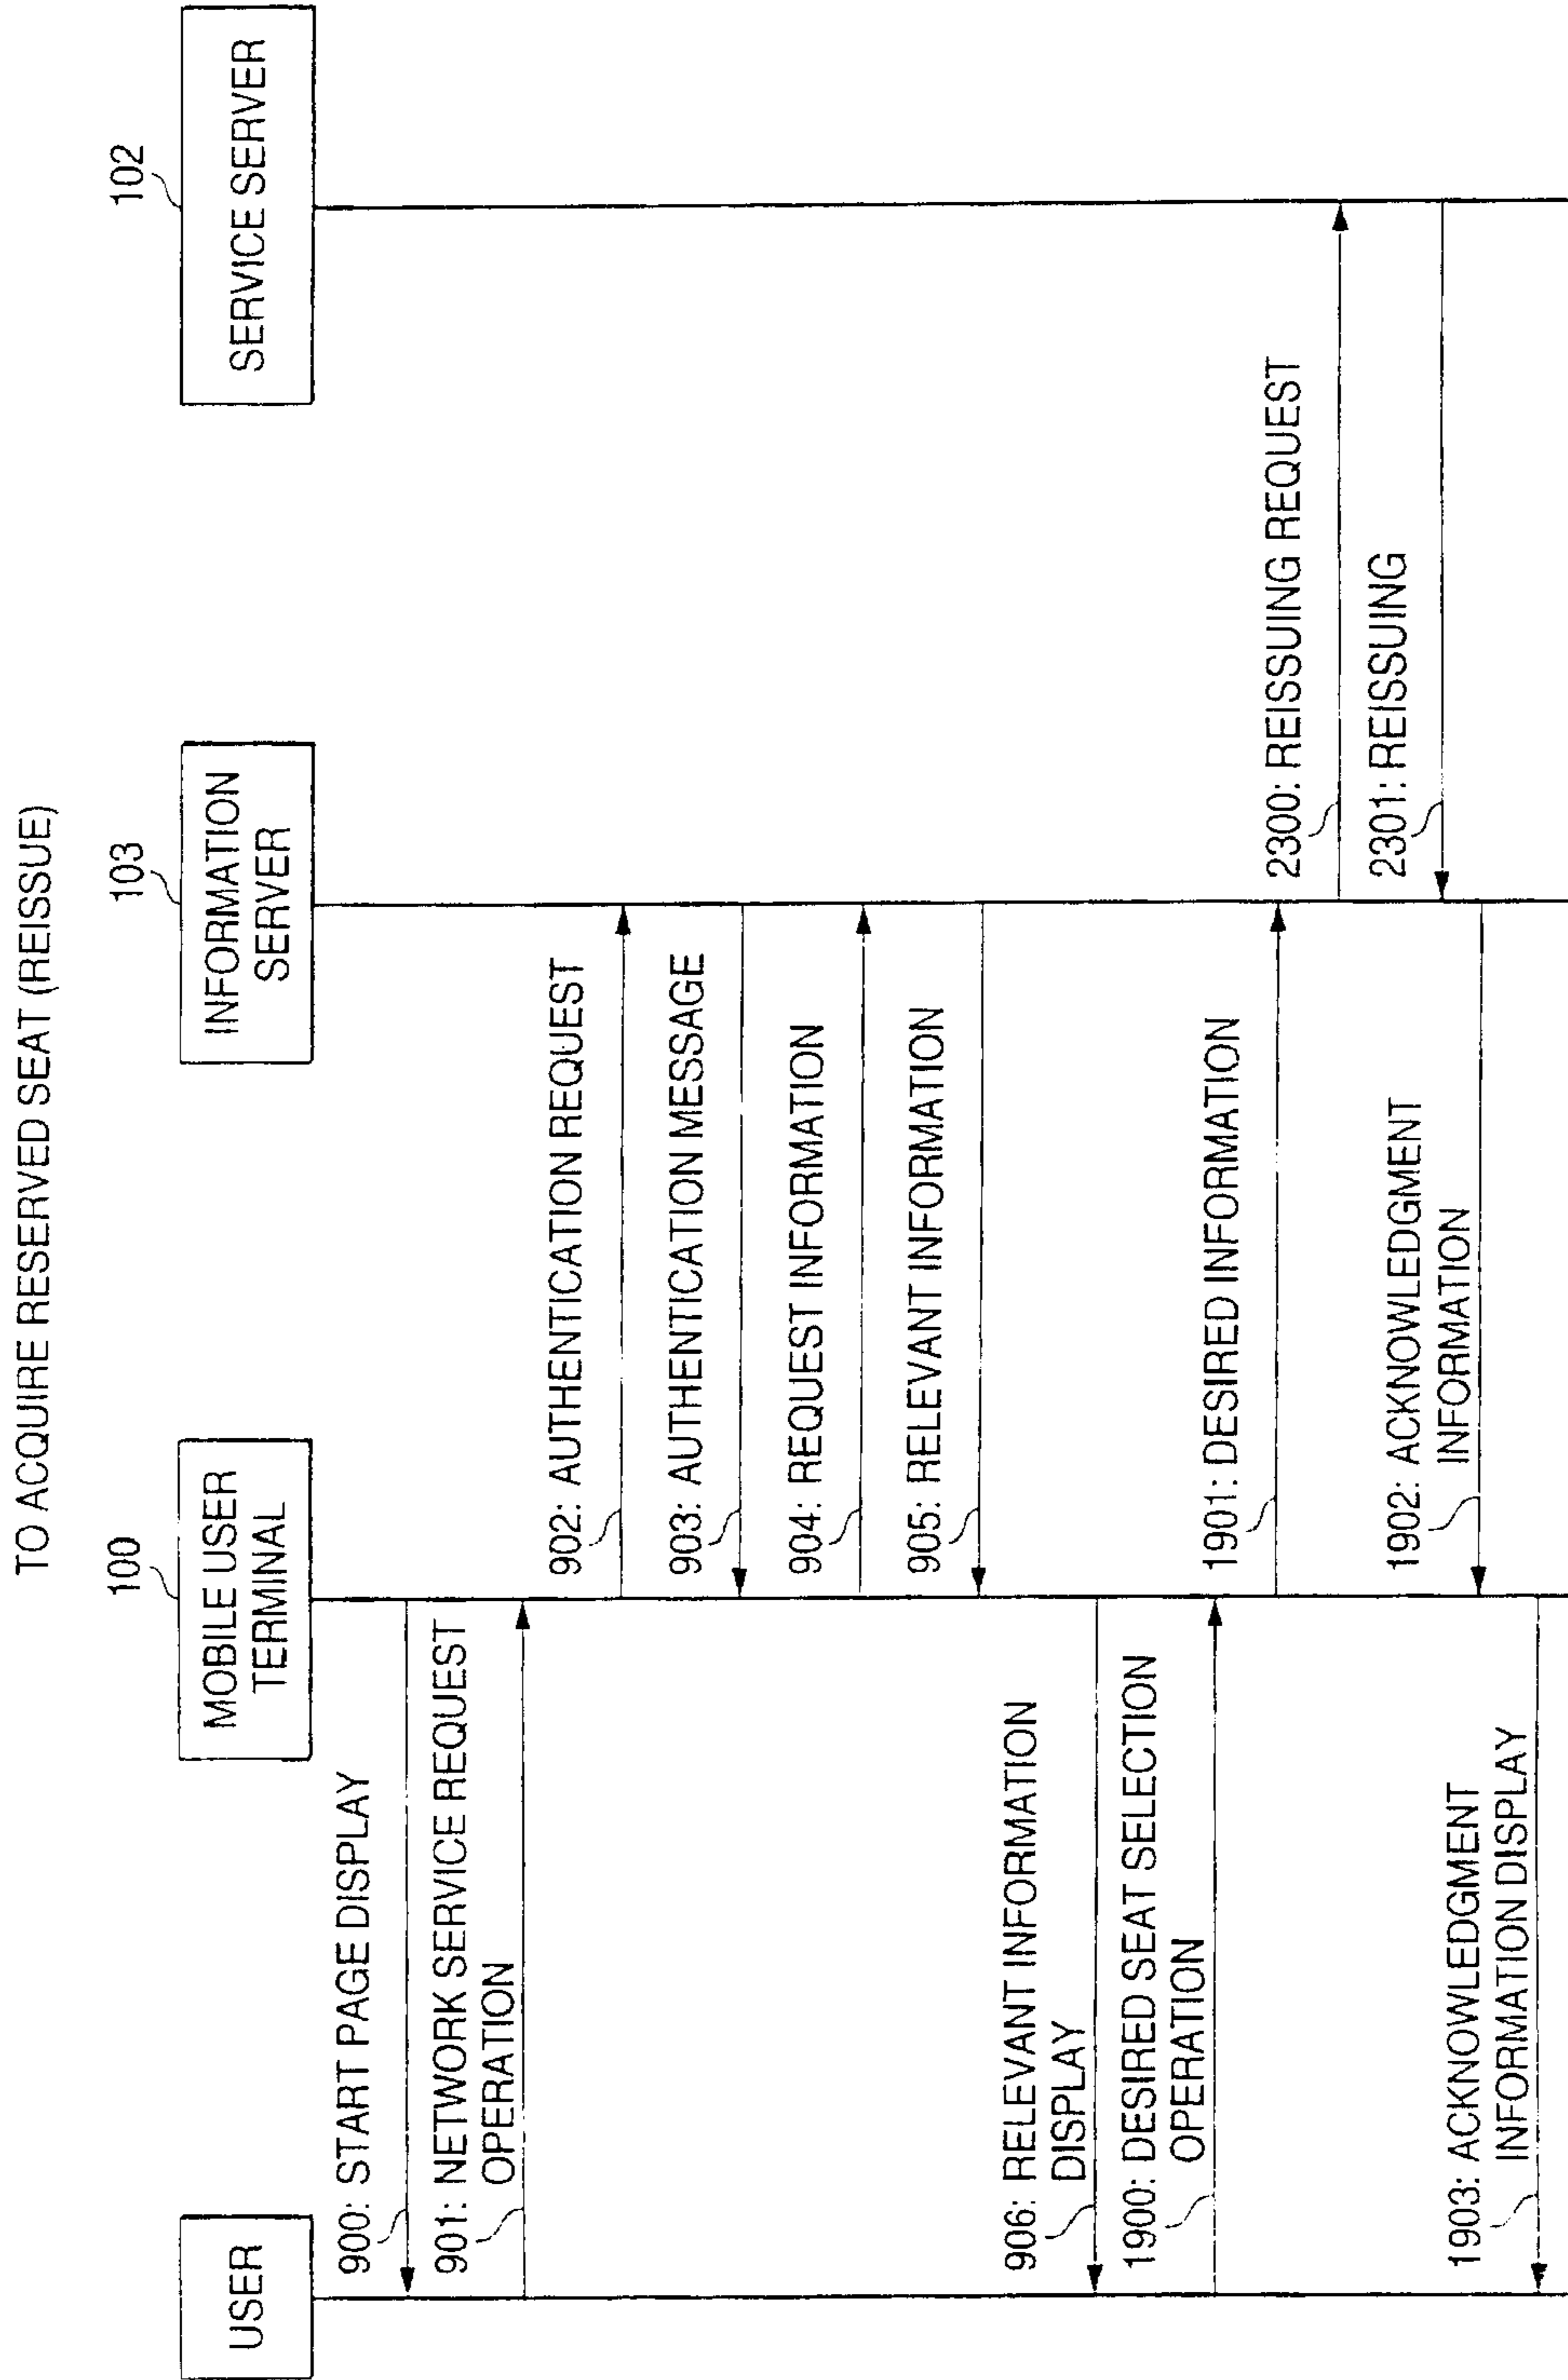 TO ACQUIRE RESERVED SEAT (REISSUE)
USER
100
MOBILE USER
TERMINAL
103
INFORMATION
SERVER
102
SERVICE SERVER
900: START PAGE DISPLAY
901: NETWORK SERVICE REQUEST
OPERATION
902: AUTHENTICATION REQUEST
903: AUTHENTICATION MESSAGE
904: REQUEST INFORMATION
905: RELEVANT INFORMATION
906: RELEVANT INFORMATION
DISPLAY
1900: DESIRED SEAT SELECTION
OPERATION
1901: DESIRED INFORMATION
2300: REISSUING REQUEST
2301: REISSUING
1902: ACKNOWLEDGMENT
INFORMATION
1903: ACKNOWLEDGMENT
INFORMATION DISPLAY